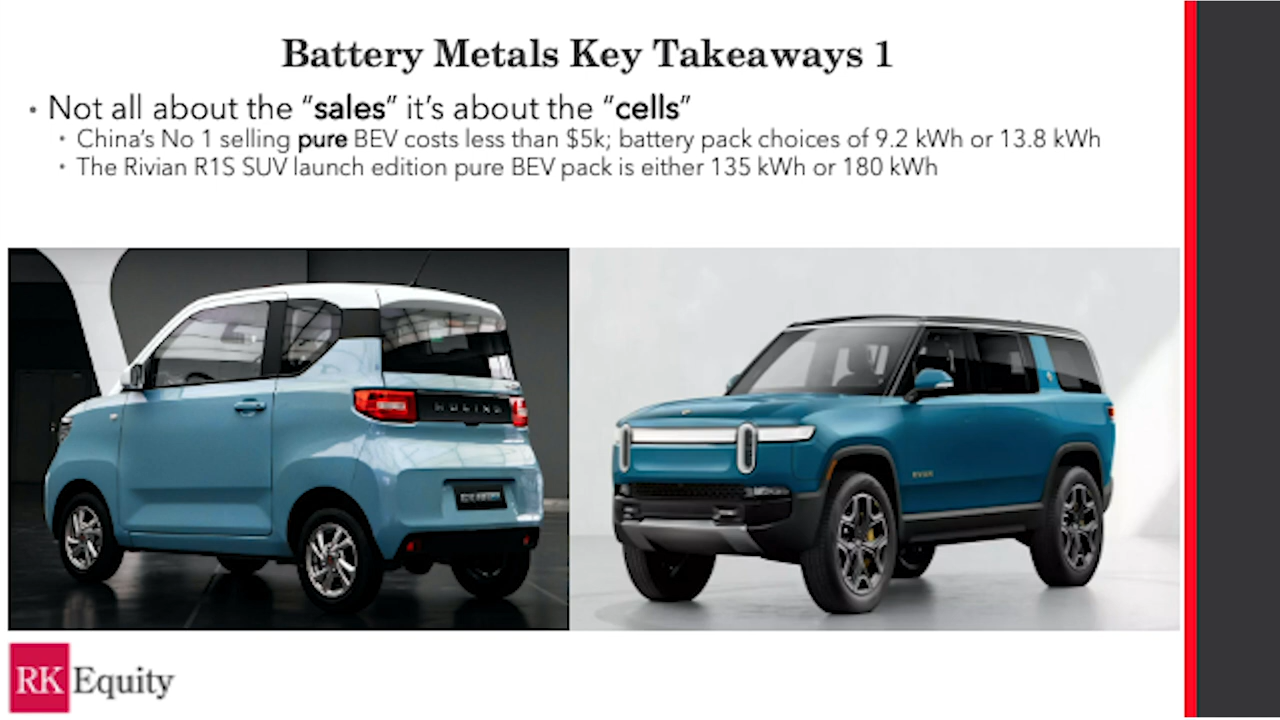 Battery Metals Key Takeaways 1
• Not all about the “sales” it’s about the “cells”
• China’s No 1 selling pure BEV costs less than $5k; battery pack choices of 9.2 kWh or 13.8 kWh
• The Rivian R1S SUV launch edition pure BEV pack is either 135 kWh or 180 kWh
RIVIAN
RK Equity